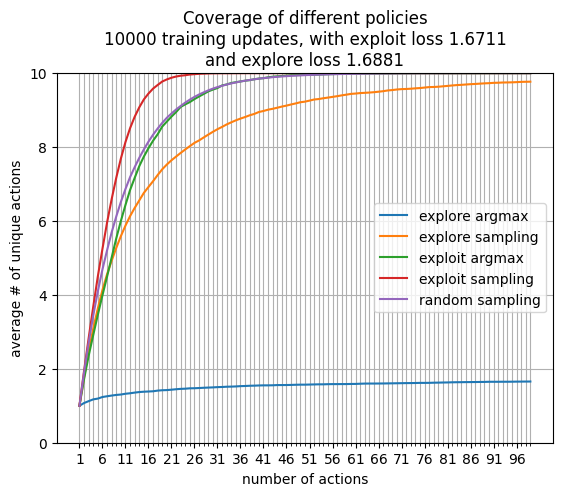 Coverage of different policies
10000 training updates, with exploit loss 1.6711
and explore loss 1.6881
10
8
6
4
2
0
average # of unique actions
explore argmax
explore sampling
exploit argmax
exploit sampling
random sampling
1 6 11 16 21 26 31 36 41 46 51 56 61 66 71 76 81 86 91 96
number of actions